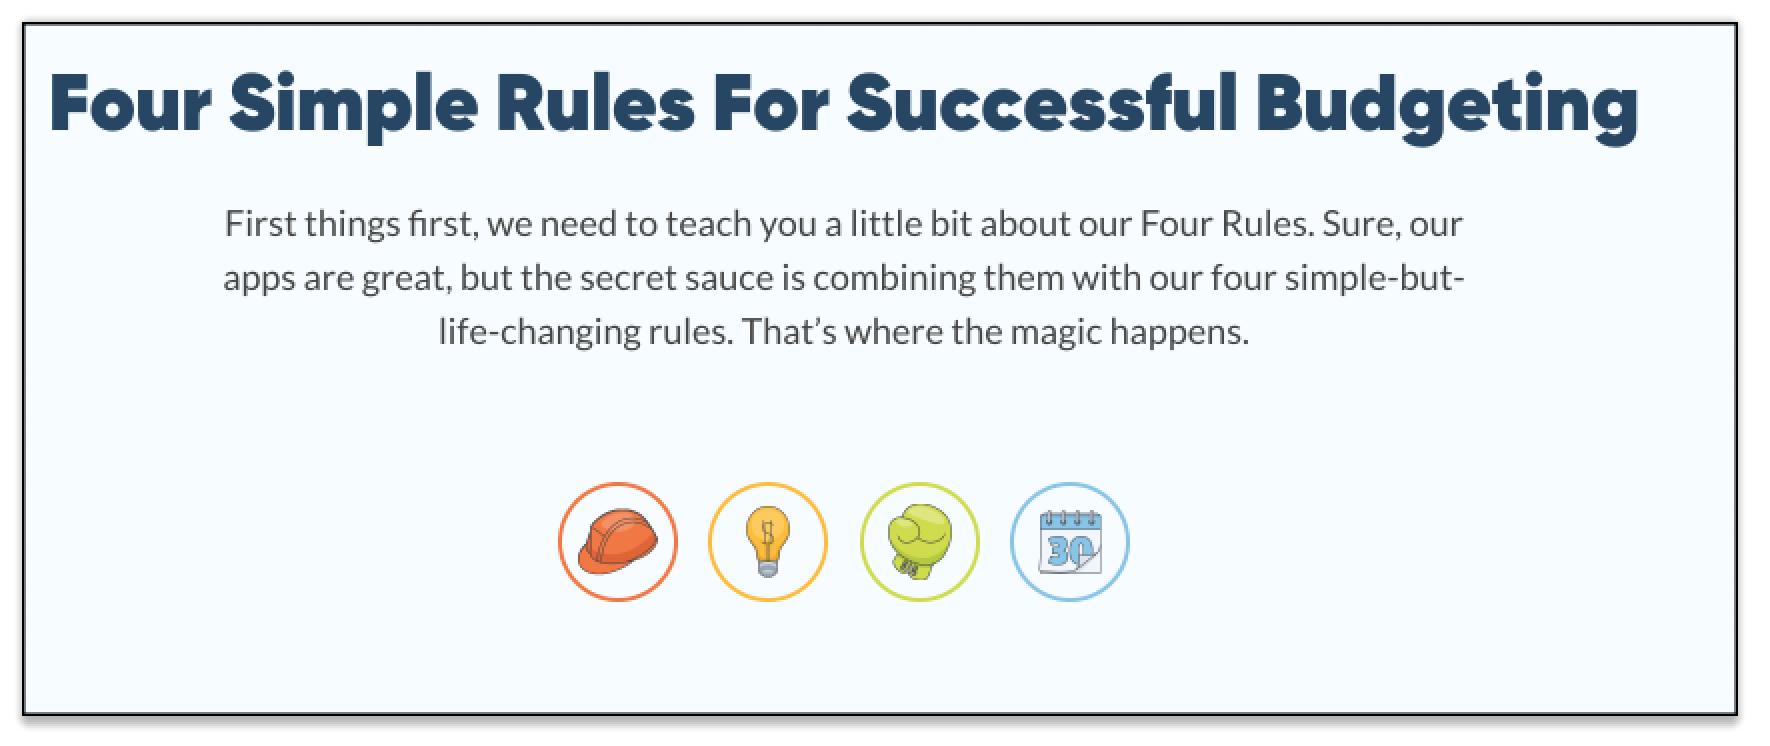 Four Simple Rules For Successful Budgeting
First things first, we need to teach you a little bit about our Four Rules. Sure, our
apps are great, but the secret sauce is combining them with our four simple-but-
life-changing rules. That’s where the magic happens.
30